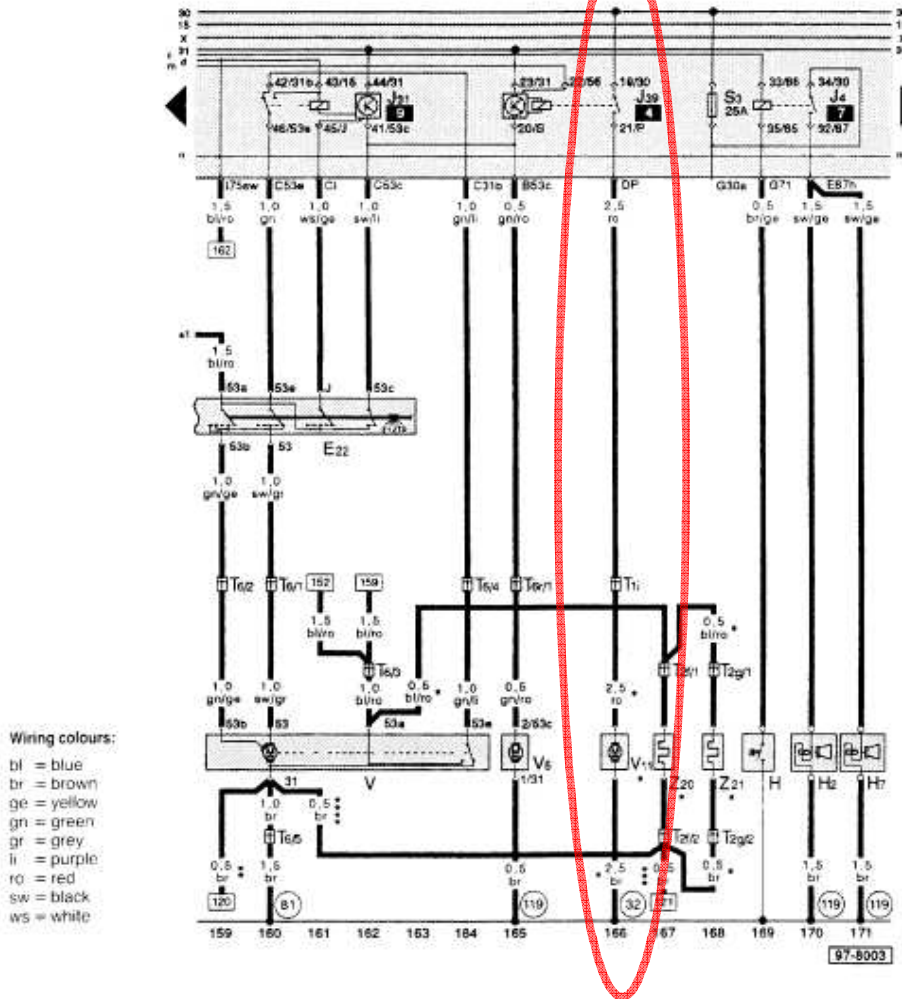 30 30
15 1
X X
31 3
r
m d
42/31b 43/15 44/31 23/31 22/56 19/30 33/86 34/30
J31 J39 S3 J4
9 4 25A 7
46/53e 45/J 41/53c 20/S 21/P 35/85 32/87
n n
I75sw C53e CI C53c C31b B53c DP G30a G71 E87h
1,5 1,0 1,0 1,0 1,0 0,5 2,5 0,5 1,5 1,5
bl/ro gn ws/ge sw/li gn/li gn/ro ro br/ge sw/ge sw/ge
162
a1
1,5
bl/ro
53a 53e J 53c
53b 53 E22
1,0 1,0
gn/ge sw/gr
T6/2 T6/1 152 159 T6/4 T6r/1 T1i
1,5 1,5 0,5
bl/ro bl/ro bl/ro *
T6/3 T2f/1 T2g/1
1,0 1,0 1,0 0,5 1,0 0,5 2,5 *
gn/ge sw/gr bl/ro bl/ro * gn/li gn/ro ro
53b 53 53a 53e 2/53c
V V6 V11 Z20 Z21 H H2 H7
* *
31 1/31
1,0 0,5
br br
T6/5 T2f/2 T2g/2
0,5 1,5 0,5 2,5 0,5 0,5 1,5 1,5
br br br br br br br br
120 81 119 32 121 119 119
159 160 161 162 163 164 165 166 167 168 169 170 171
97-8003
Wiring colours:
bl = blue
br = brown
ge = yellow
gn = green
gr = grey
li = purple
ro = red
sw = black
ws = white